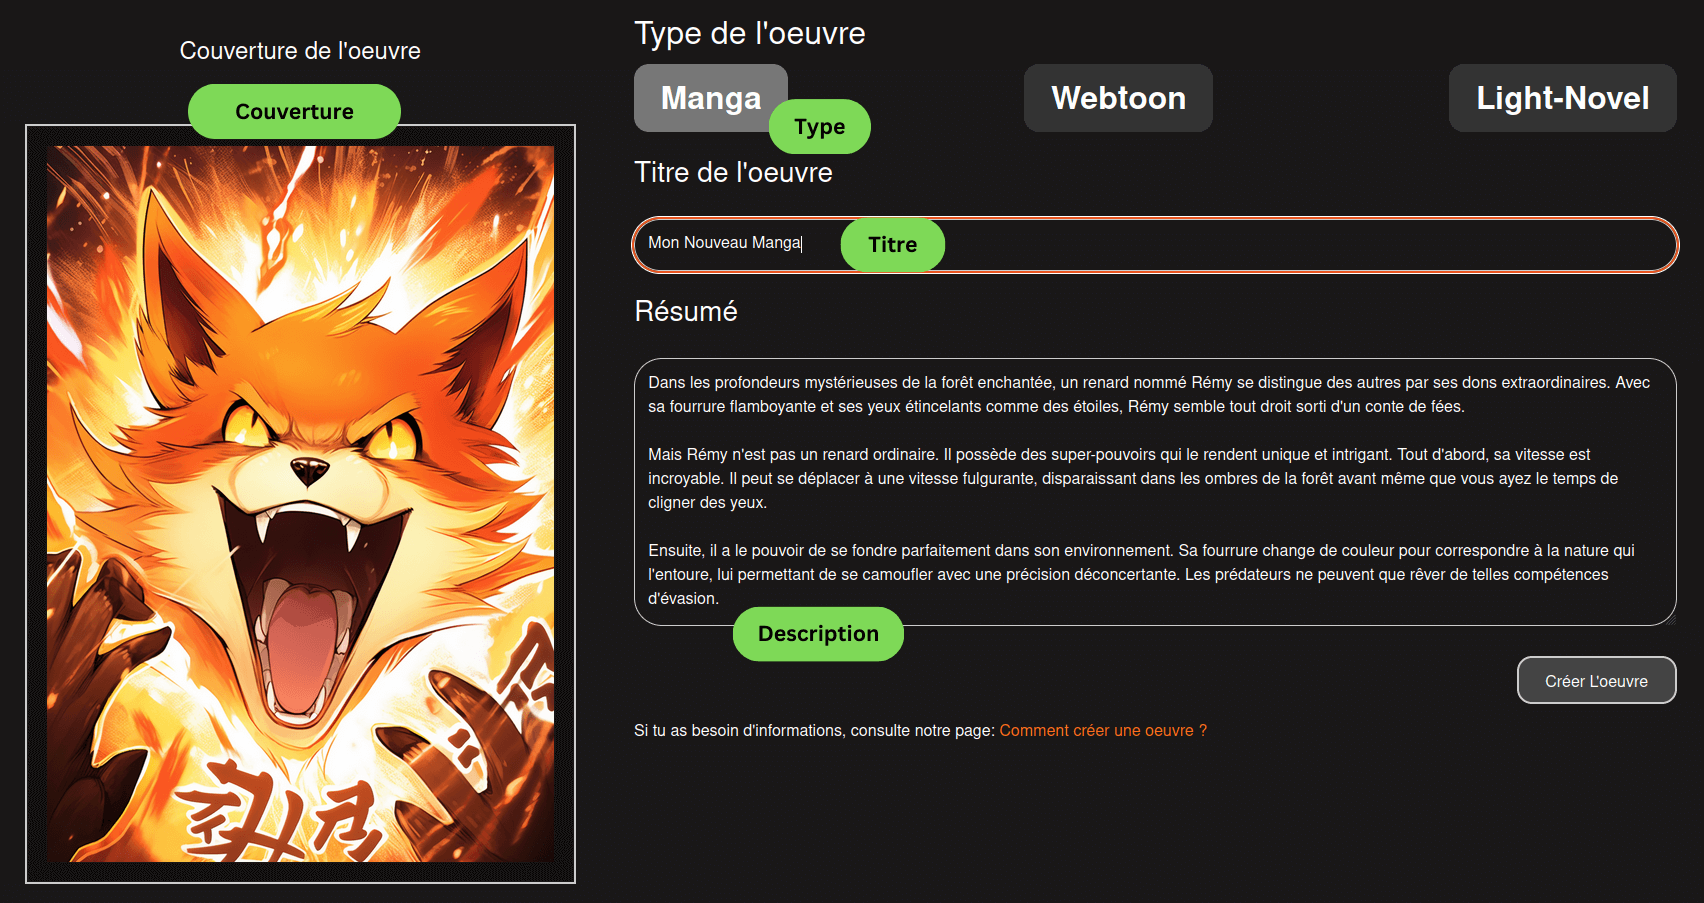 Couverture de l'oeuvre
Couverture
Type de l'oeuvre
Manga
Webtoon
Light-Novel
Type
Titre de l'oeuvre
Mon Nouveau Manga
Titre
Résumé
Dans les profondeurs mystérieuses de la forêt enchantée, un renard nommé Rémy se distingue des autres par ses dons extraordinaires. Avec
sa fourrure flamboyante et ses yeux étincelants comme des étoiles, Rémy semble tout droit sorti d'un conte de fées.
Mais Rémy n'est pas un renard ordinaire. Il possède des super-pouvoirs qui le rendent unique et intrigant. Tout d'abord, sa vitesse est
incroyable. Il peut se déplacer à une vitesse fulgurante, disparaissant dans les ombres de la forêt avant même que vous ayez le temps de
cligner des yeux.
Ensuite, il a le pouvoir de se fondre parfaitement dans son environnement. Sa fourrure change de couleur pour correspondre à la nature qui
l'entoure, lui permettant de se camoufler avec une précision déconcertante. Les prédateurs ne peuvent que rêver de telles compétences
d'évasion.
Description
Créer L'oeuvre
Si tu as besoin d'informations, consulte notre page: Comment créer une oeuvre ?